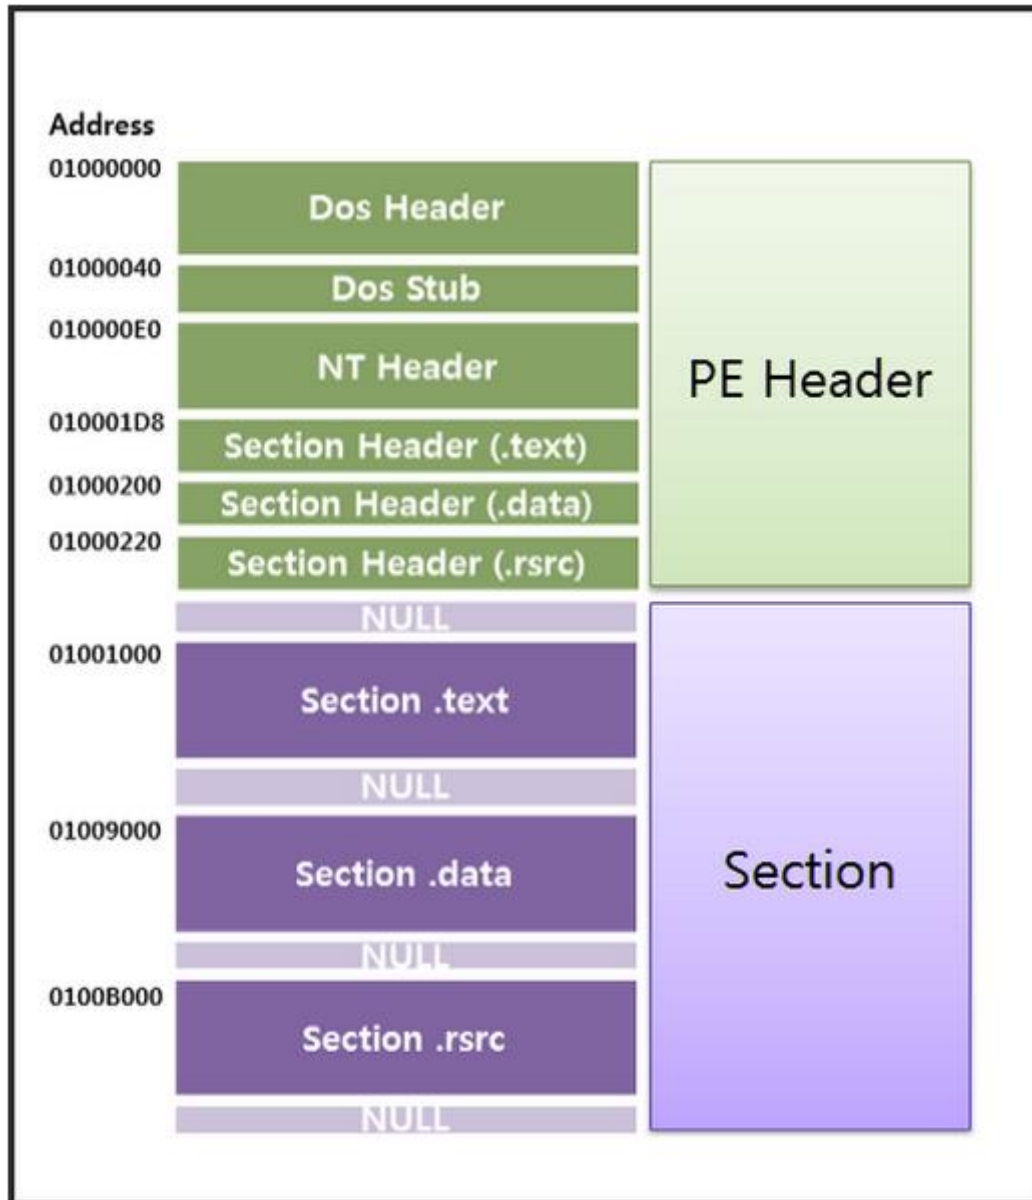 Address
01000000
Dos Header
01000040
Dos Stub
010000E0
NT Header
010001D8
Section Header (.text)
01000200
Section Header (.data)
01000220
Section Header (.rsrc)
PE Header
NULL
01001000
Section .text
NULL
01009000
Section .data
NULL
0100B000
Section .rsrc
NULL
Section